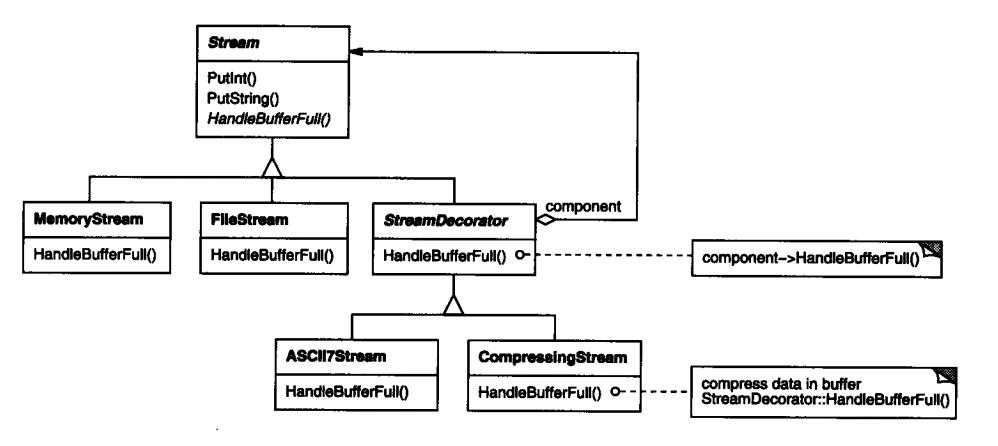 Stream
PutInt()
PutString()
HandleBufferFull()
MemoryStream
HandleBufferFull()
FileStream
HandleBufferFull()
StreamDecorator
HandleBufferFull()
component
component->HandleBufferFull()
ASCII7Stream
HandleBufferFull()
CompressingStream
HandleBufferFull()
compress data in buffer
StreamDecorator::HandleBufferFull()